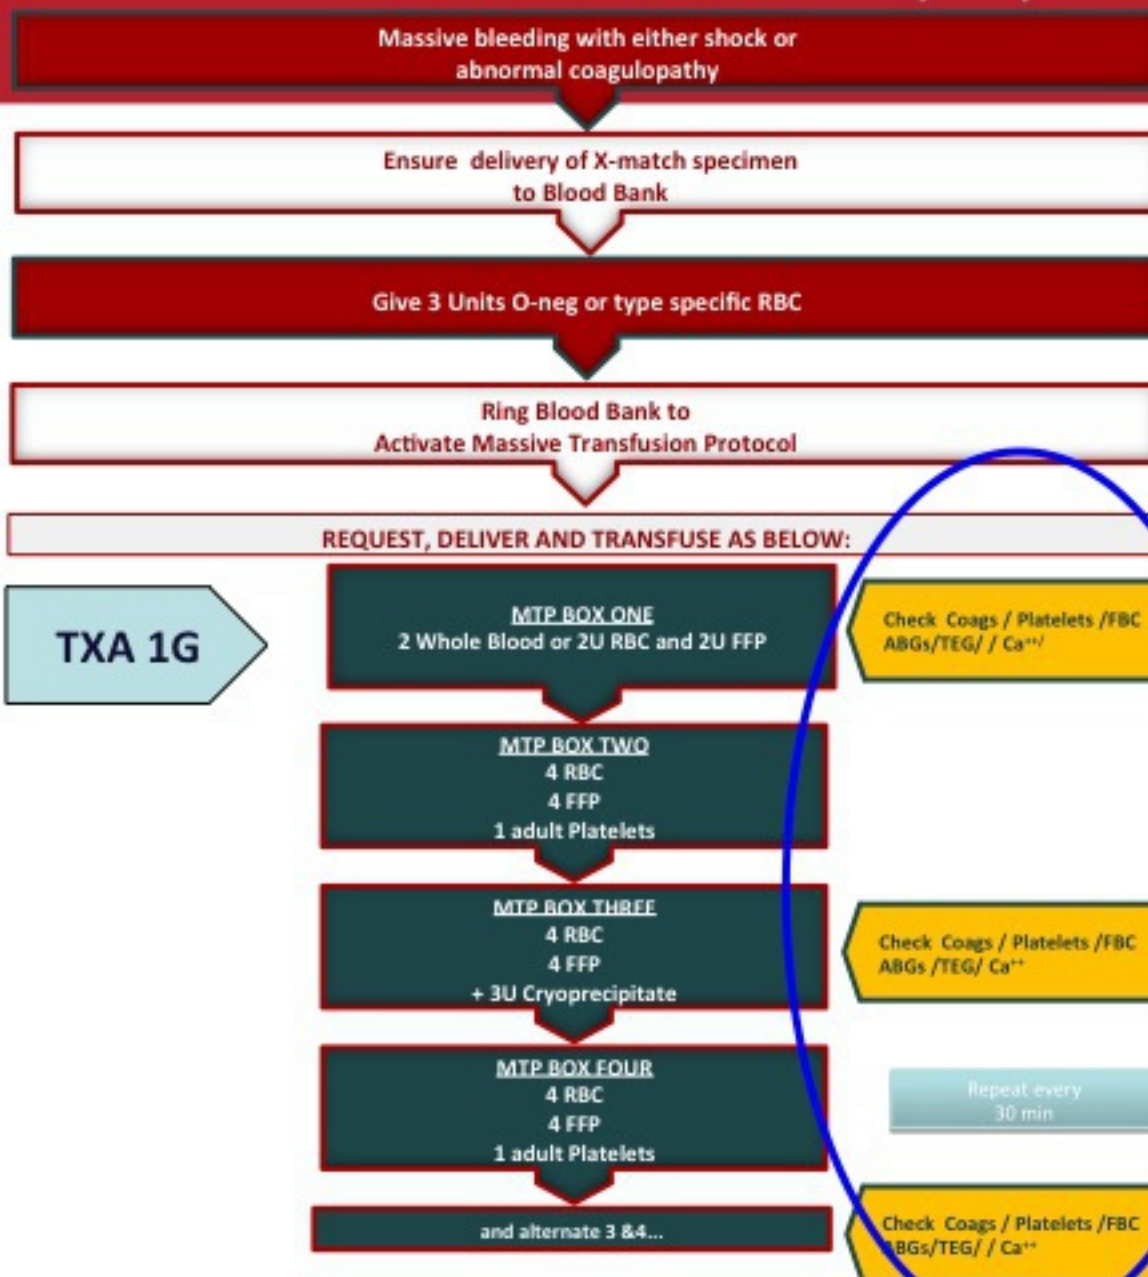 Massive bleeding with either shock or
abnormal coagulopathy
Ensure delivery of X-match specimen
to Blood Bank
Give 3 Units O-neg or type specific RBC
Ring Blood Bank to
Activate Massive Transfusion Protocol
REQUEST, DELIVER AND TRANSFUSE AS BELOW:
TXA 1G
MTP BOX ONE
2 Whole Blood or 2U RBC and 2U FFP
Check Coags / Platelets /FBC
ABGs/TEG/ / Ca⁺⁺/
MTP BOX TWO
4 RBC
4 FFP
1 adult Platelets
MTP BOX THREE
4 RBC
4 FFP
+ 3U Cryoprecipitate
Check Coags / Platelets /FBC
ABGs /TEG/ Ca⁺⁺
MTP BOX FOUR
4 RBC
4 FFP
1 adult Platelets
Repeat every
30 min
and alternate 3 &4...
Check Coags / Platelets /FBC
ABGs/TEG/ / Ca⁺⁺